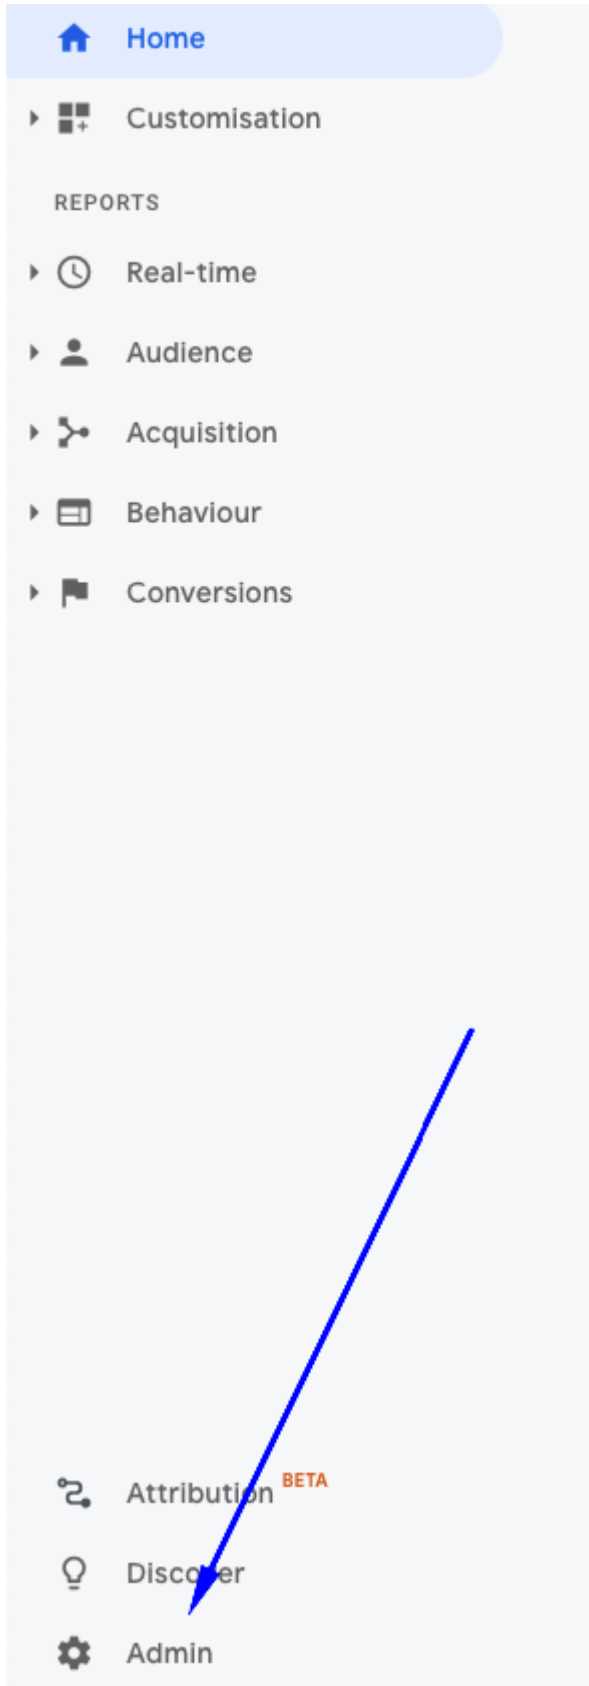 Home
Customisation
REPORTS
Real-time
Audience
Acquisition
Behaviour
Conversions
Attribution BETA
Discover
Admin